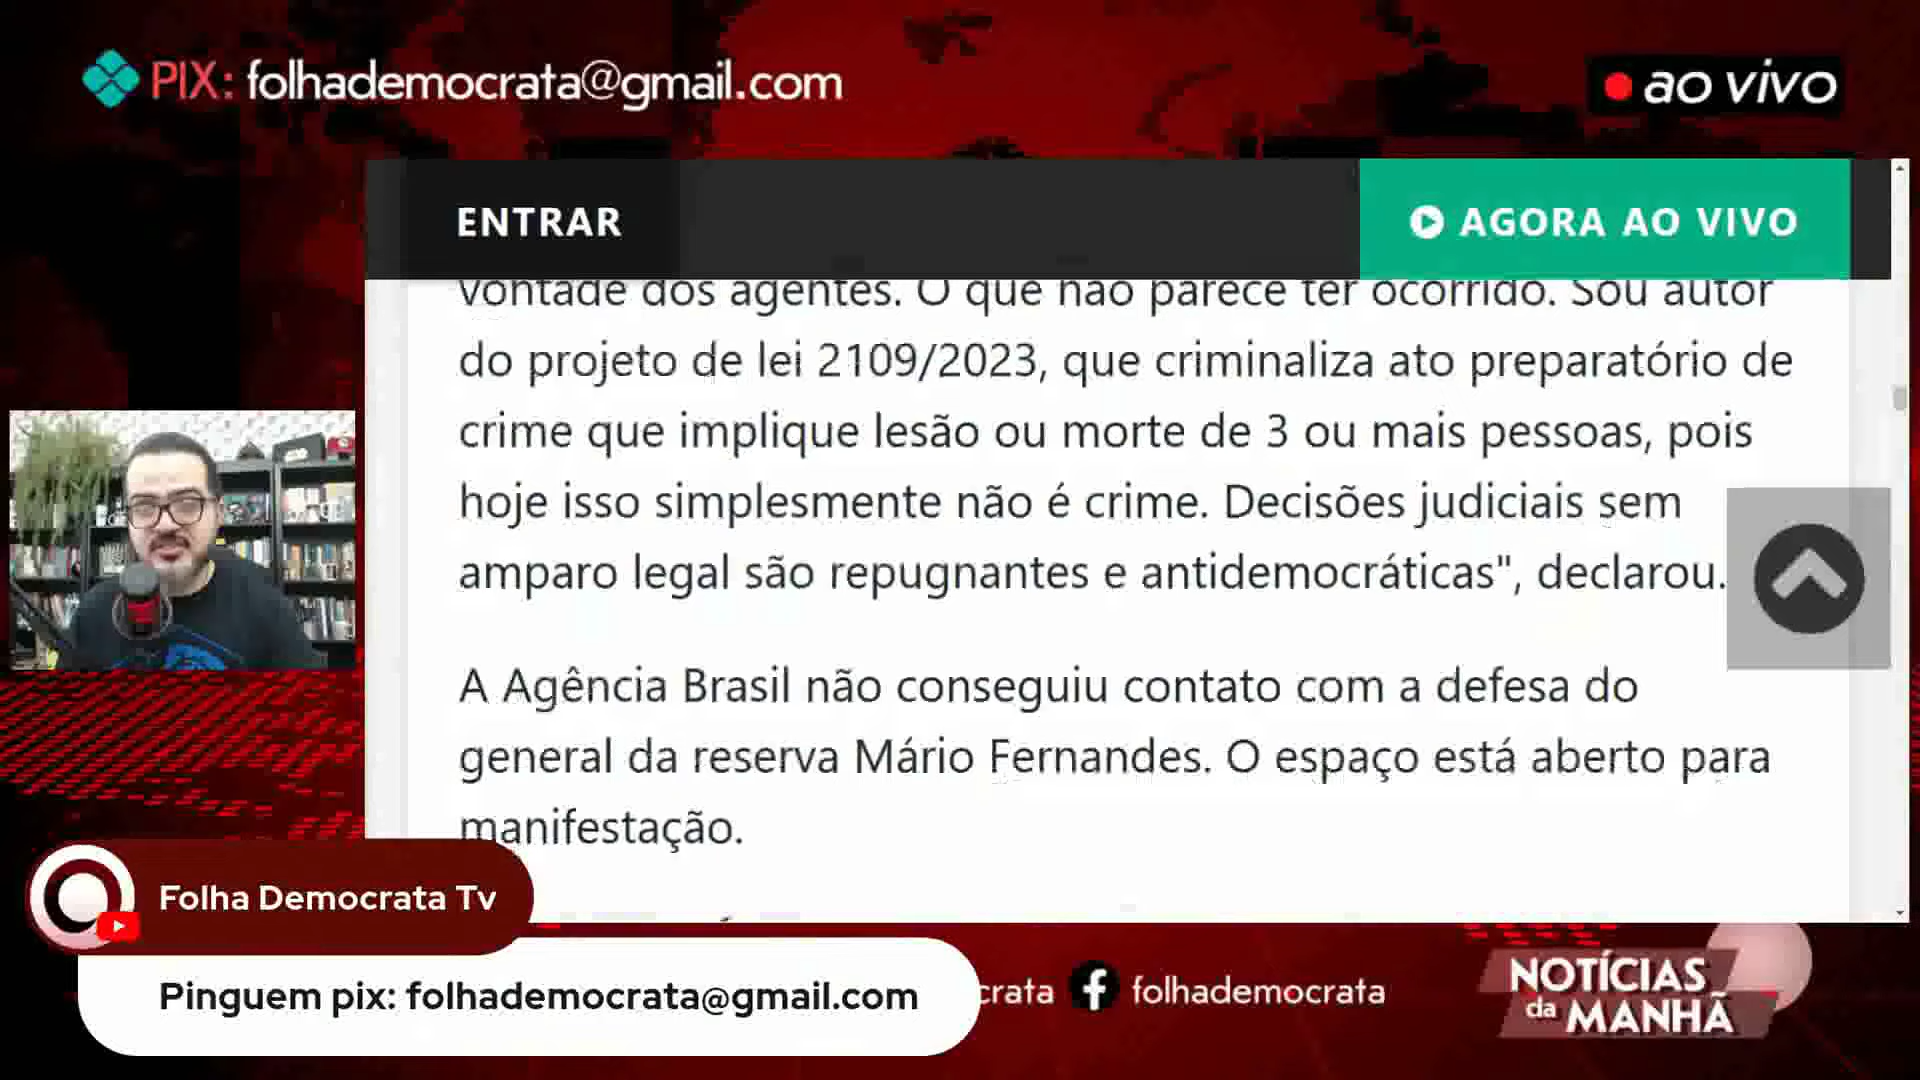 PIX: folhademocrata@gmail.com
ao vivo
ENTRAR
AGORA AO VIVO
vontade dos agentes. O que não parece ter ocorrido. Sou autor
do projeto de lei 2109/2023, que criminaliza ato preparatório de
crime que implique lesão ou morte de 3 ou mais pessoas, pois
hoje isso simplesmente não é crime. Decisões judiciais sem
amparo legal são repugnantes e antidemocráticas", declarou.
A Agência Brasil não conseguiu contato com a defesa do
general da reserva Mário Fernandes. O espaço está aberto para
manifestação.
Folha Democrata Tv
Pinguem pix: folhademocrata@gmail.com
crata
folhademocrata
NOTÍCIAS
da MANHÃ